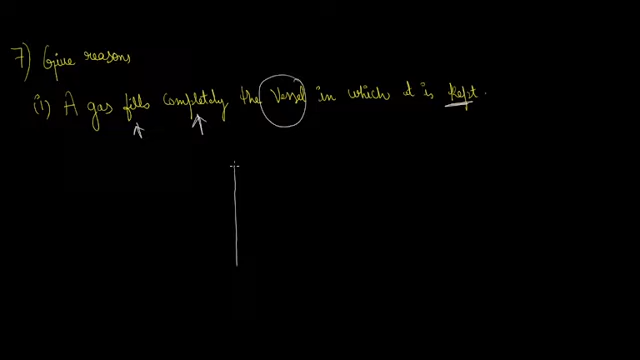 7) Give reasons
(i) A gas fills completely the vessel in which it is kept.